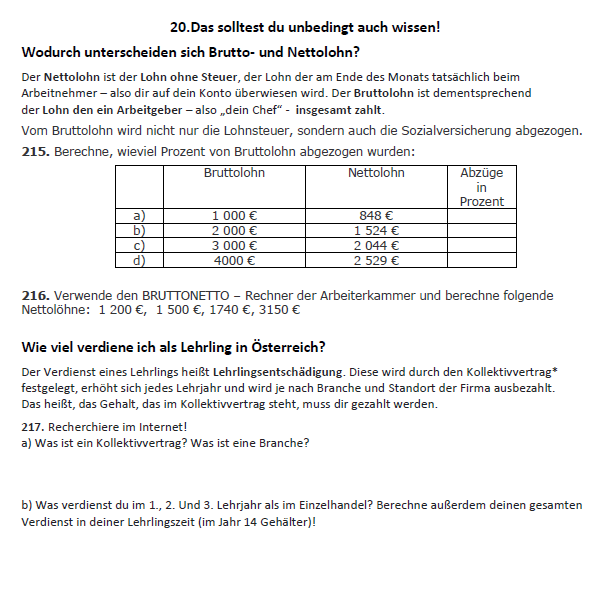 20.Das solltest du unbedingt auch wissen!
Wodurch unterscheiden sich Brutto- und Nettolohn?
Der Nettolohn ist der Lohn ohne Steuer, der Lohn der am Ende des Monats tatsächlich beim
Arbeitnehmer – also dir auf dein Konto überwiesen wird. Der Bruttolohn ist dementsprechend
der Lohn den ein Arbeitgeber – also „dein Chef“ - insgesamt zahlt.
Vom Bruttolohn wird nicht nur die Lohnsteuer, sondern auch die Sozialversicherung abgezogen.
215. Berechne, wieviel Prozent von Bruttolohn abgezogen wurden:
Bruttolohn Nettolohn Abzüge
in
Prozent
a) 1 000 € 848 €
b) 2 000 € 1 524 €
c) 3 000 € 2 044 €
d) 4000 € 2 529 €
216. Verwende den BRUTTONETTO – Rechner der Arbeiterkammer und berechne folgende
Nettolöhne: 1 200 €, 1 500 €, 1740 €, 3150 €
Wie viel verdiene ich als Lehrling in Österreich?
Der Verdienst eines Lehrlings heißt Lehrlingsentschädigung. Diese wird durch den Kollektivvertrag*
festgelegt, erhöht sich jedes Lehrjahr und wird je nach Branche und Standort der Firma ausbezahlt.
Das heißt, das Gehalt, das im Kollektivvertrag steht, muss dir gezahlt werden.
217. Recherchiere im Internet!
a) Was ist ein Kollektivvertrag? Was ist eine Branche?
b) Was verdienst du im 1., 2. Und 3. Lehrjahr als im Einzelhandel? Berechne außerdem deinen gesamten
Verdienst in deiner Lehrlingszeit (im Jahr 14 Gehälter)!